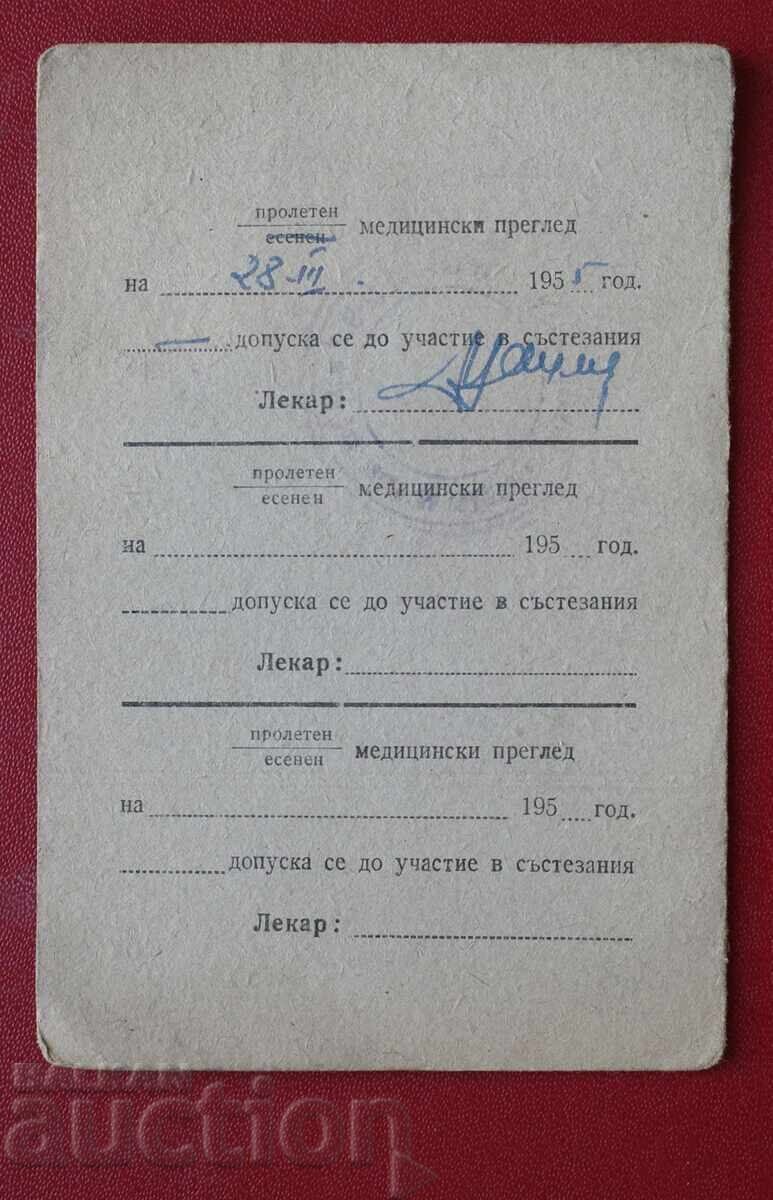 пролетен
есенен
медицински преглед
на 28 III . 1955 год.
— допуска се до участие в състезания
Лекар:
пролетен
есенен
медицински преглед
на 195 год.
допуска се до участие в състезания
Лекар:
пролетен
есенен
медицински преглед
на 195 год.
допуска се до участие в състезания
Лекар:
BALKAN
auction